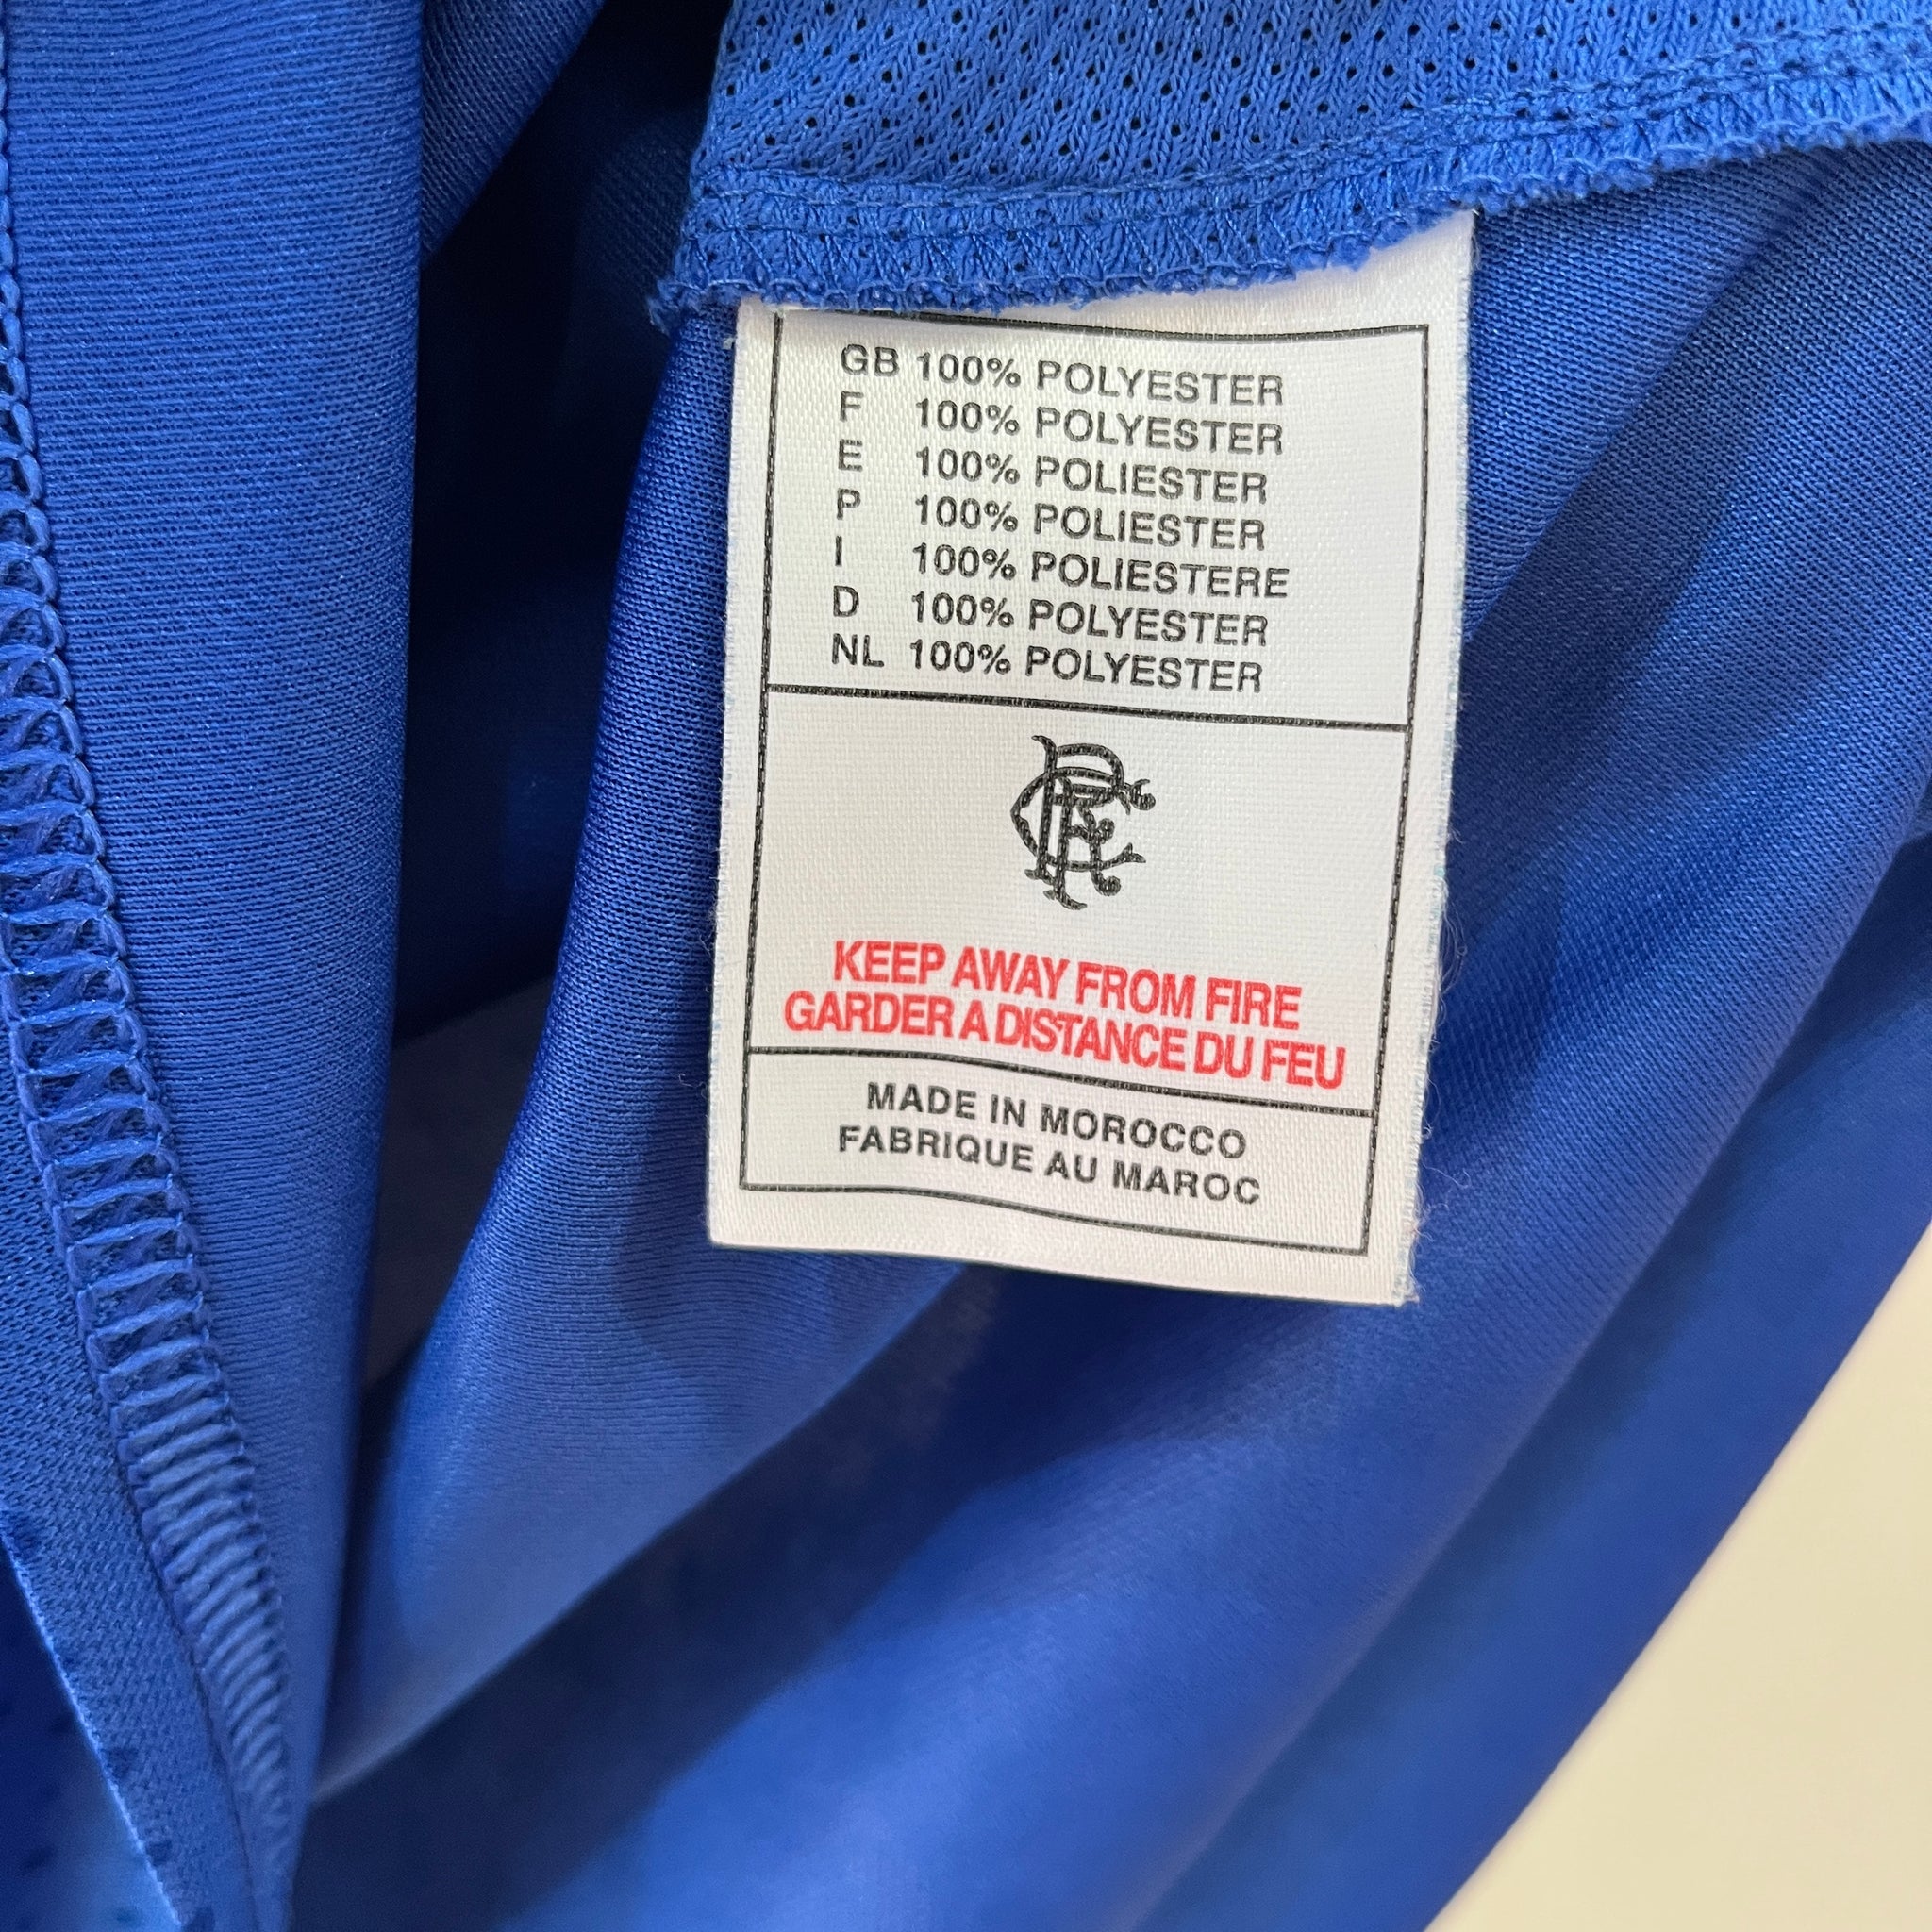 GB 100% POLYESTER
F 100% POLYESTER
E 100% POLIESTER
P 100% POLIESTER
I 100% POLIESTERE
D 100% POLYESTER
NL 100% POLYESTER
RFC
KEEP AWAY FROM FIRE
GARDER A DISTANCE DU FEU
MADE IN MOROCCO
FABRIQUE AU MAROC